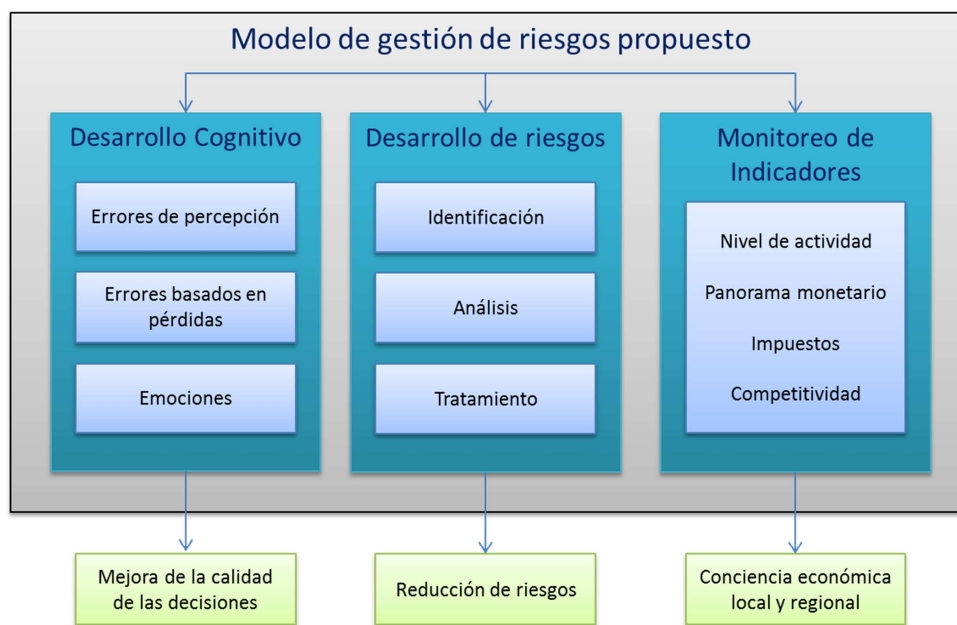 Modelo de gestión de riesgos propuesto
Desarrollo Cognitivo
Errores de percepción
Errores basados en
pérdidas
Emociones
Desarrollo de riesgos
Identificación
Análisis
Tratamiento
Monitoreo de
Indicadores
Nivel de actividad
Panorama monetario
Impuestos
Competitividad
Mejora de la calidad
de las decisiones
Reducción de riesgos
Conciencia económica
local y regional